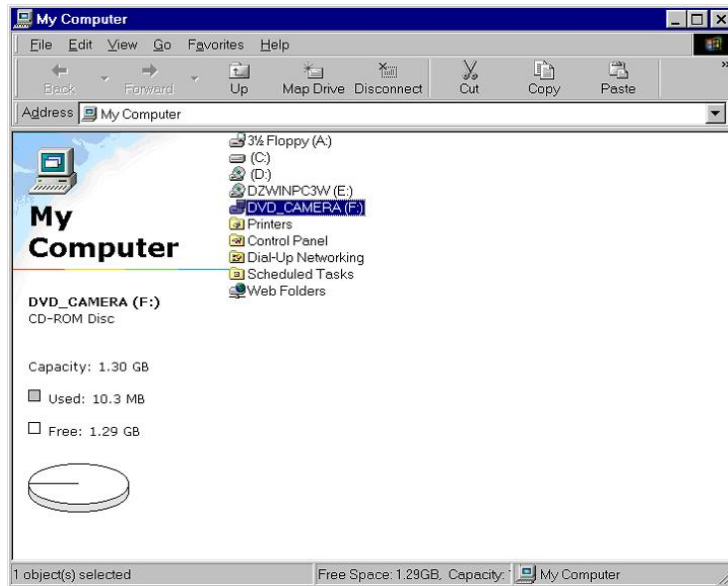 My Computer
File Edit View Go Favorites Help
Back Forward Up Map Drive Disconnect Cut Copy Paste »
Address My Computer
3½ Floppy (A:)
(C:)
(D:)
DZWINPC3W (E:)
DVD_CAMERA (F:)
Printers
Control Panel
Dial-Up Networking
Scheduled Tasks
Web Folders
My
Computer
DVD_CAMERA (F:)
CD-ROM Disc
Capacity: 1.30 GB
Used: 10.3 MB
Free: 1.29 GB
1 object(s) selected Free Space: 1.29GB, Capacity: My Computer